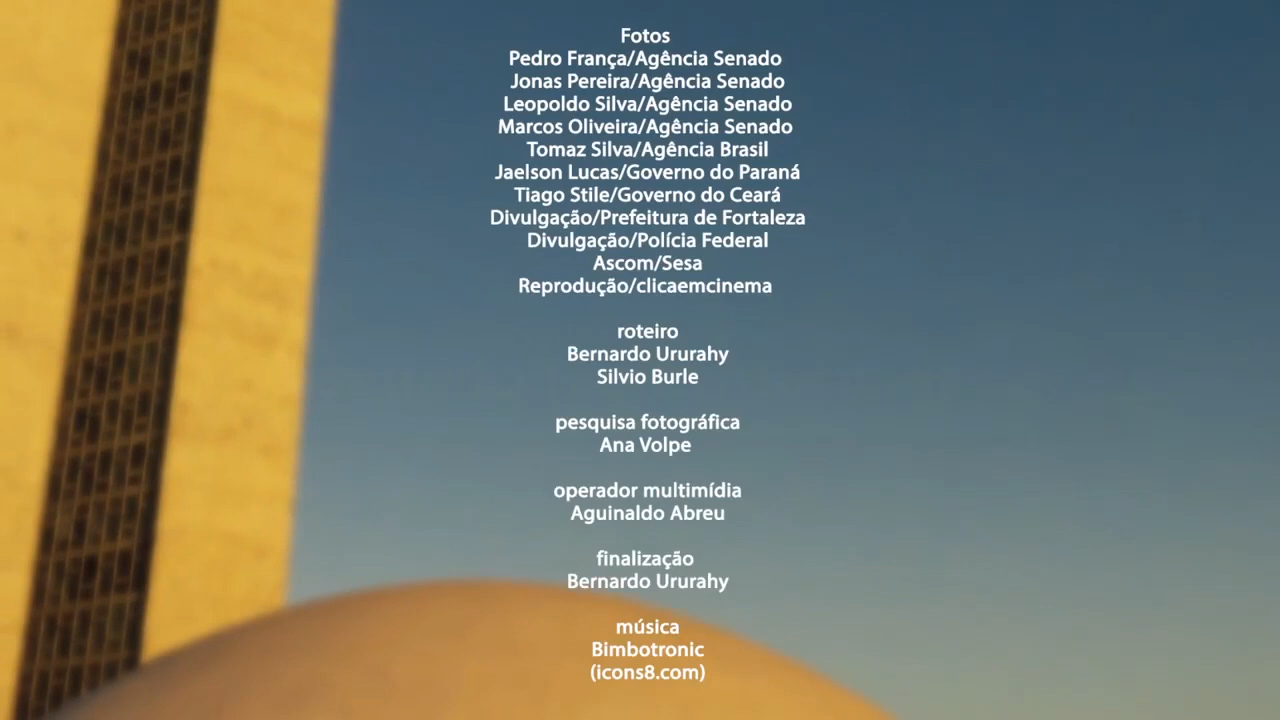 Fotos
Pedro França/Agência Senado
Jonas Pereira/Agência Senado
Leopoldo Silva/Agência Senado
Marcos Oliveira/Agência Senado
Tomaz Silva/Agência Brasil
Jaelson Lucas/Governo do Paraná
Tiago Stile/Governo do Ceará
Divulgação/Prefeitura de Fortaleza
Divulgação/Polícia Federal
Ascom/Sesa
Reprodução/clicaemcinema
roteiro
Bernardo Ururahy
Silvio Burle
pesquisa fotográfica
Ana Volpe
operador multimídia
Aguinaldo Abreu
finalização
Bernardo Ururahy
música
Bimbotronic
(icons8.com)